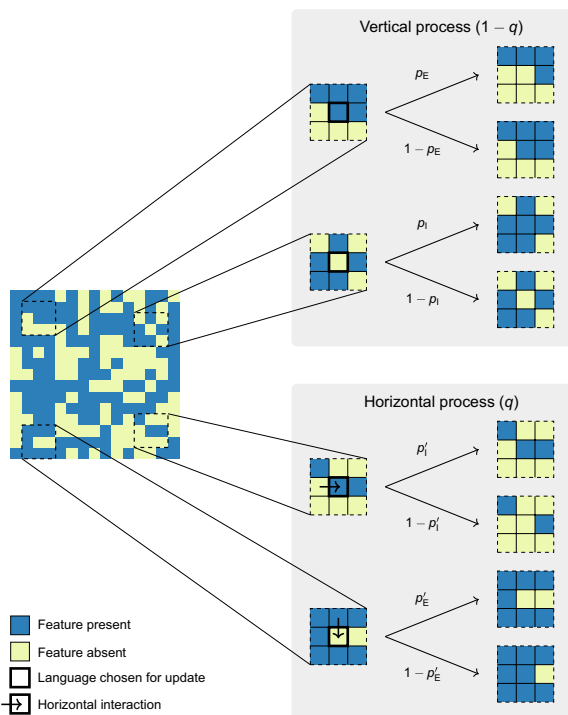 Vertical process (1 − q)
pE
1 − pE
pI
1 − pI
Horizontal process (q)
p′I
1 − p′I
p′E
1 − p′E
Feature present
Feature absent
Language chosen for update
Horizontal interaction